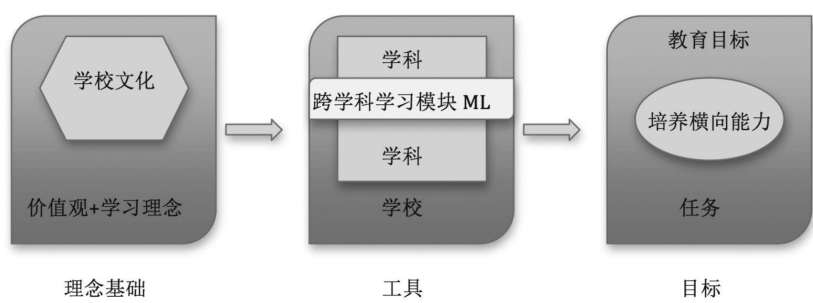 学校文化
价值观+学习理念
理念基础
学科
跨学科学习模块 ML
学科
学校
工具
教育目标
培养横向能力
任务
目标